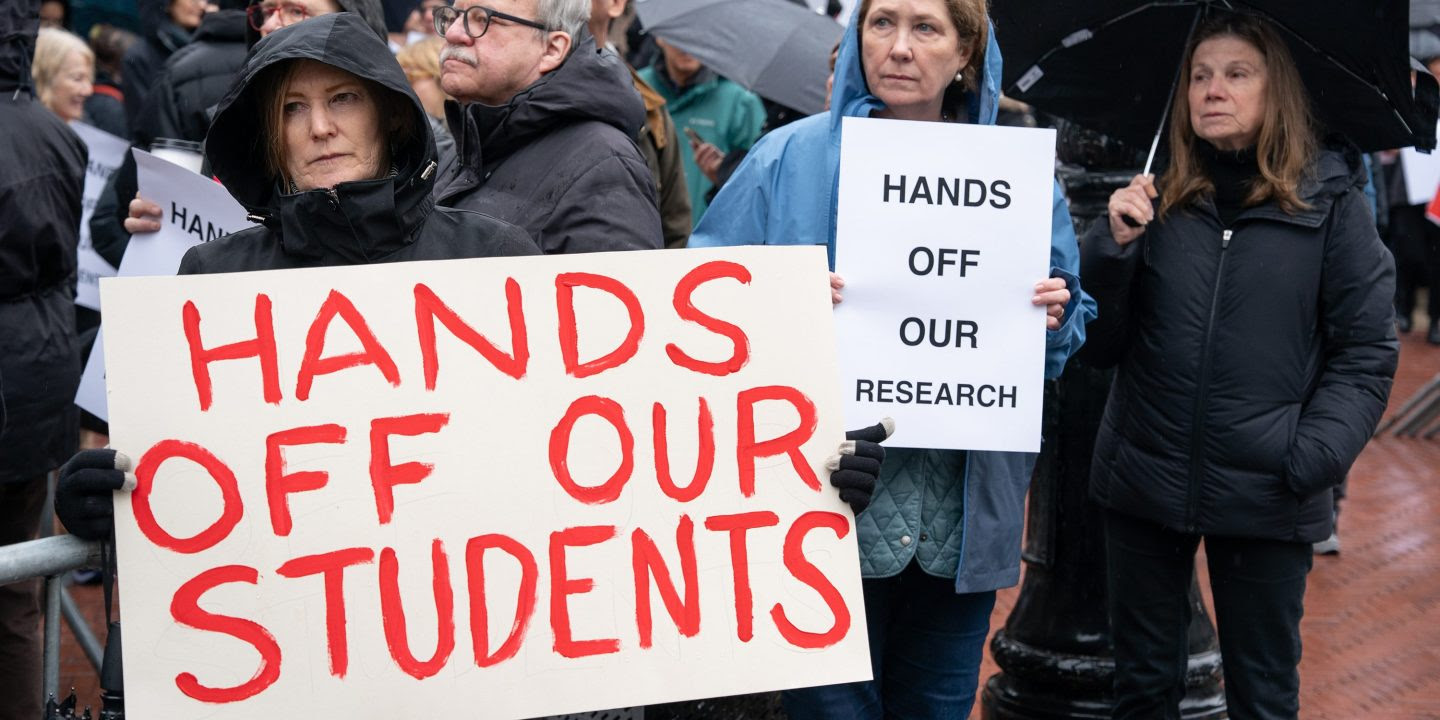 HANDS
OFF OUR
STUDENTS
HANDS
OFF
OUR
RESEARCH